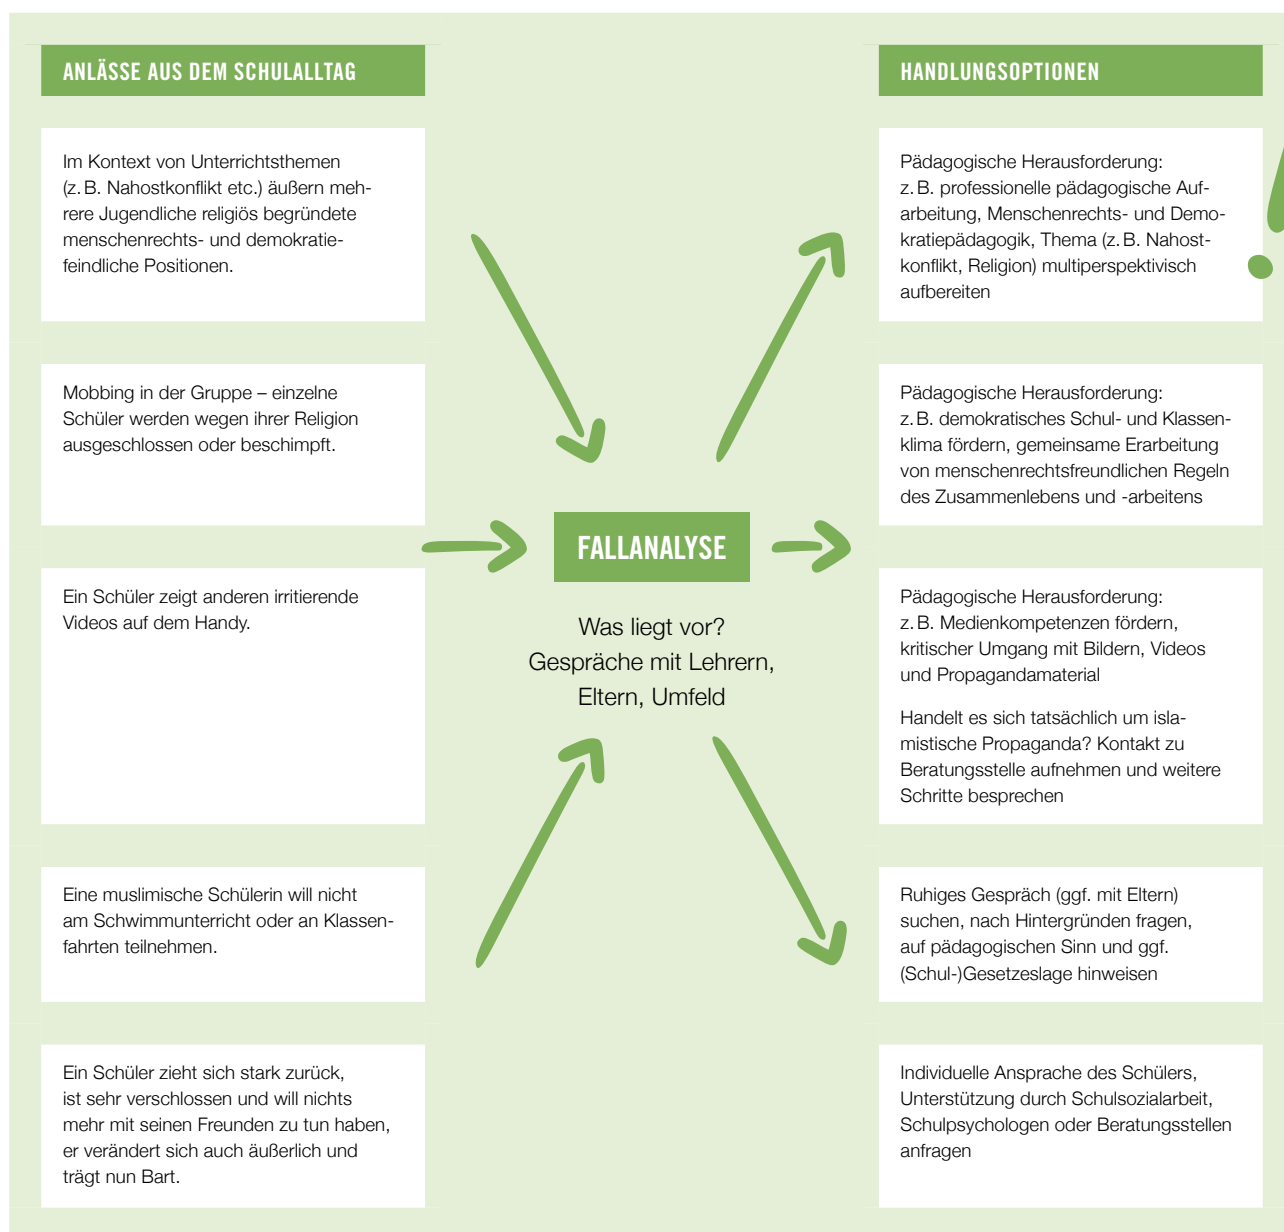 ANLÄSSE AUS DEM SCHULALLTAG
Im Kontext von Unterrichtsthemen
(z. B. Nahostkonflikt etc.) äußern meh-
rere Jugendliche religiös begründete
menschenrechts- und demokratie-
feindliche Positionen.
Mobbing in der Gruppe – einzelne
Schüler werden wegen ihrer Religion
ausgeschlossen oder beschimpft.
Ein Schüler zeigt anderen irritierende
Videos auf dem Handy.
Eine muslimische Schülerin will nicht
am Schwimmunterricht oder an Klassen-
fahrten teilnehmen.
Ein Schüler zieht sich stark zurück,
ist sehr verschlossen und will nichts
mehr mit seinen Freunden zu tun haben,
er verändert sich auch äußerlich und
trägt nun Bart.
FALLANALYSE
Was liegt vor?
Gespräche mit Lehrern,
Eltern, Umfeld
HANDLUNGSOPTIONEN
Pädagogische Herausforderung:
z. B. professionelle pädagogische Auf-
arbeitung, Menschenrechts- und Demo-
kratiepädagogik, Thema (z. B. Nahost-
konflikt, Religion) multiperspektivisch
aufbereiten
Pädagogische Herausforderung:
z. B. demokratisches Schul- und Klassen-
klima fördern, gemeinsame Erarbeitung
von menschenrechtsfreundlichen Regeln
des Zusammenlebens und -arbeitens
Pädagogische Herausforderung:
z. B. Medienkompetenzen fördern,
kritischer Umgang mit Bildern, Videos
und Propagandamaterial
Handelt es sich tatsächlich um isla-
mistische Propaganda? Kontakt zu
Beratungsstelle aufnehmen und weitere
Schritte besprechen
Ruhiges Gespräch (ggf. mit Eltern)
suchen, nach Hintergründen fragen,
auf pädagogischen Sinn und ggf.
(Schul-)Gesetzeslage hinweisen
Individuelle Ansprache des Schülers,
Unterstützung durch Schulsozialarbeit,
Schulpsychologen oder Beratungsstellen
anfragen